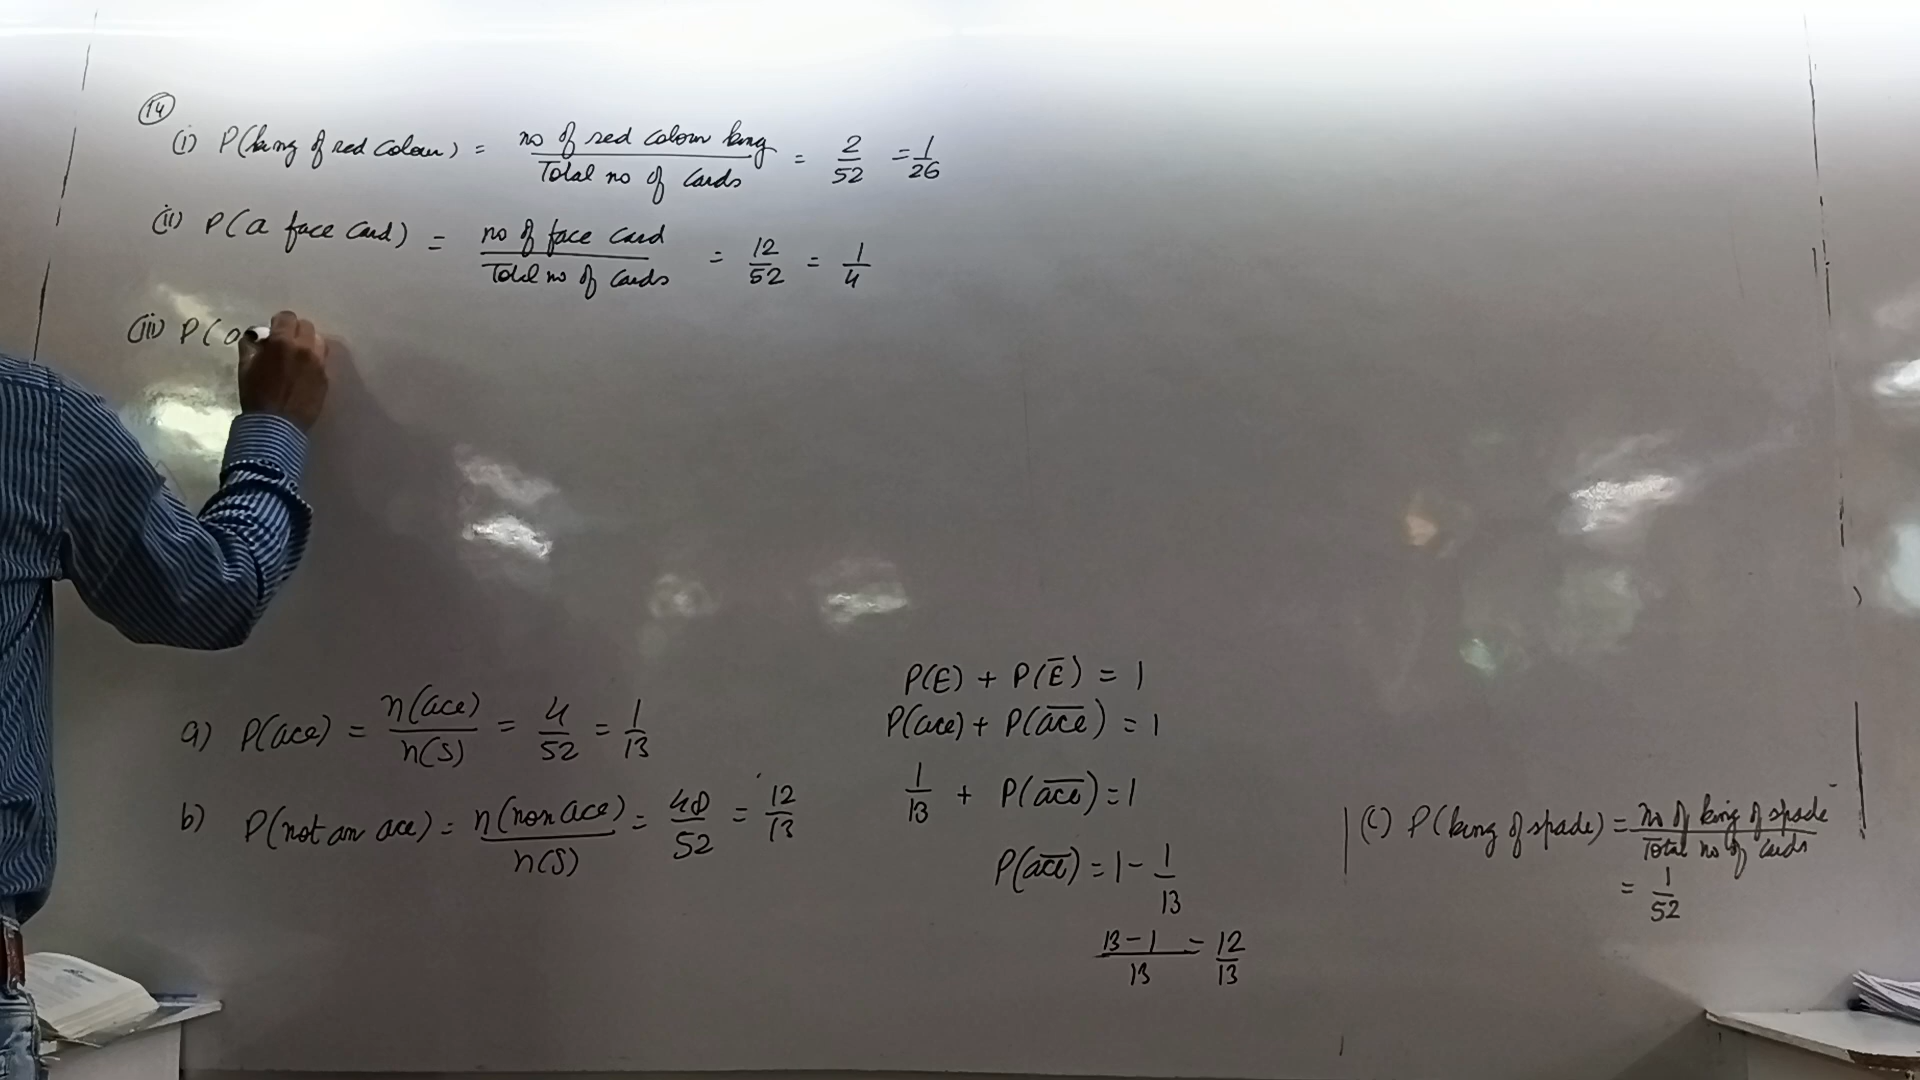 14
(i) P(king of red colour) = no of red colour king / Total no of cards = 2/52 = 1/26
(ii) P(a face card) = no of face card / Total no of cards = 12/52 = 1/4
(iii) P(a
a) P(ace) = n(ace)/n(S) = 4/52 = 1/13
b) P(not an ace) = n(non ace)/n(S) = 48/52 = 12/13
P(E) + P(E̅) = 1
P(ace) + P(a̅c̅e̅) = 1
1/13 + P(a̅c̅e̅) = 1
P(a̅c̅e̅) = 1 - 1/13
13-1/13 = 12/13
(c) P(king of spade) = no of king of spade / Total no of cards
= 1/52